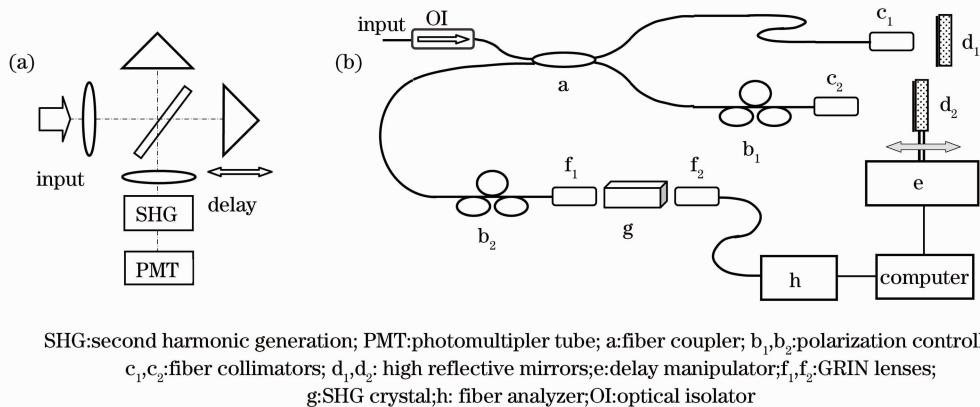 (a)
input
delay
SHG
PMT
(b)
input
OI
a
c₁
d₁
c₂
d₂
b₁
e
f₁
f₂
b₂
g
h
computer
SHG:second harmonic generation; PMT:photomultipler tube; a:fiber coupler; b₁,b₂:polarization controll
c₁,c₂:fiber collimators; d₁,d₂: high reflective mirrors;e:delay manipulator;f₁,f₂:GRIN lenses;
g:SHG crystal;h: fiber analyzer;OI:optical isolator